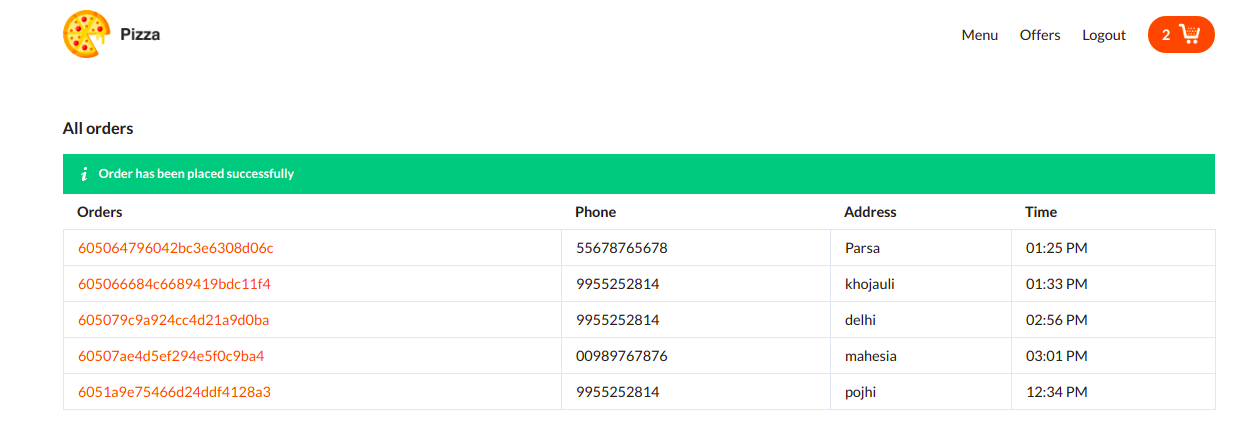 Pizza
Menu Offers Logout 2
All orders
Order has been placed successfully
Orders Phone Address Time
605064796042bc3e6308d06c 55678765678 Parsa 01:25 PM
605066684c6689419bdc11f4 9955252814 khojauli 01:33 PM
605079c9a924cc4d21a9d0ba 9955252814 delhi 02:56 PM
60507ae4d5ef294e5f0c9ba4 00989767876 mahesia 03:01 PM
6051a9e75466d24ddf4128a3 9955252814 pojhi 12:34 PM